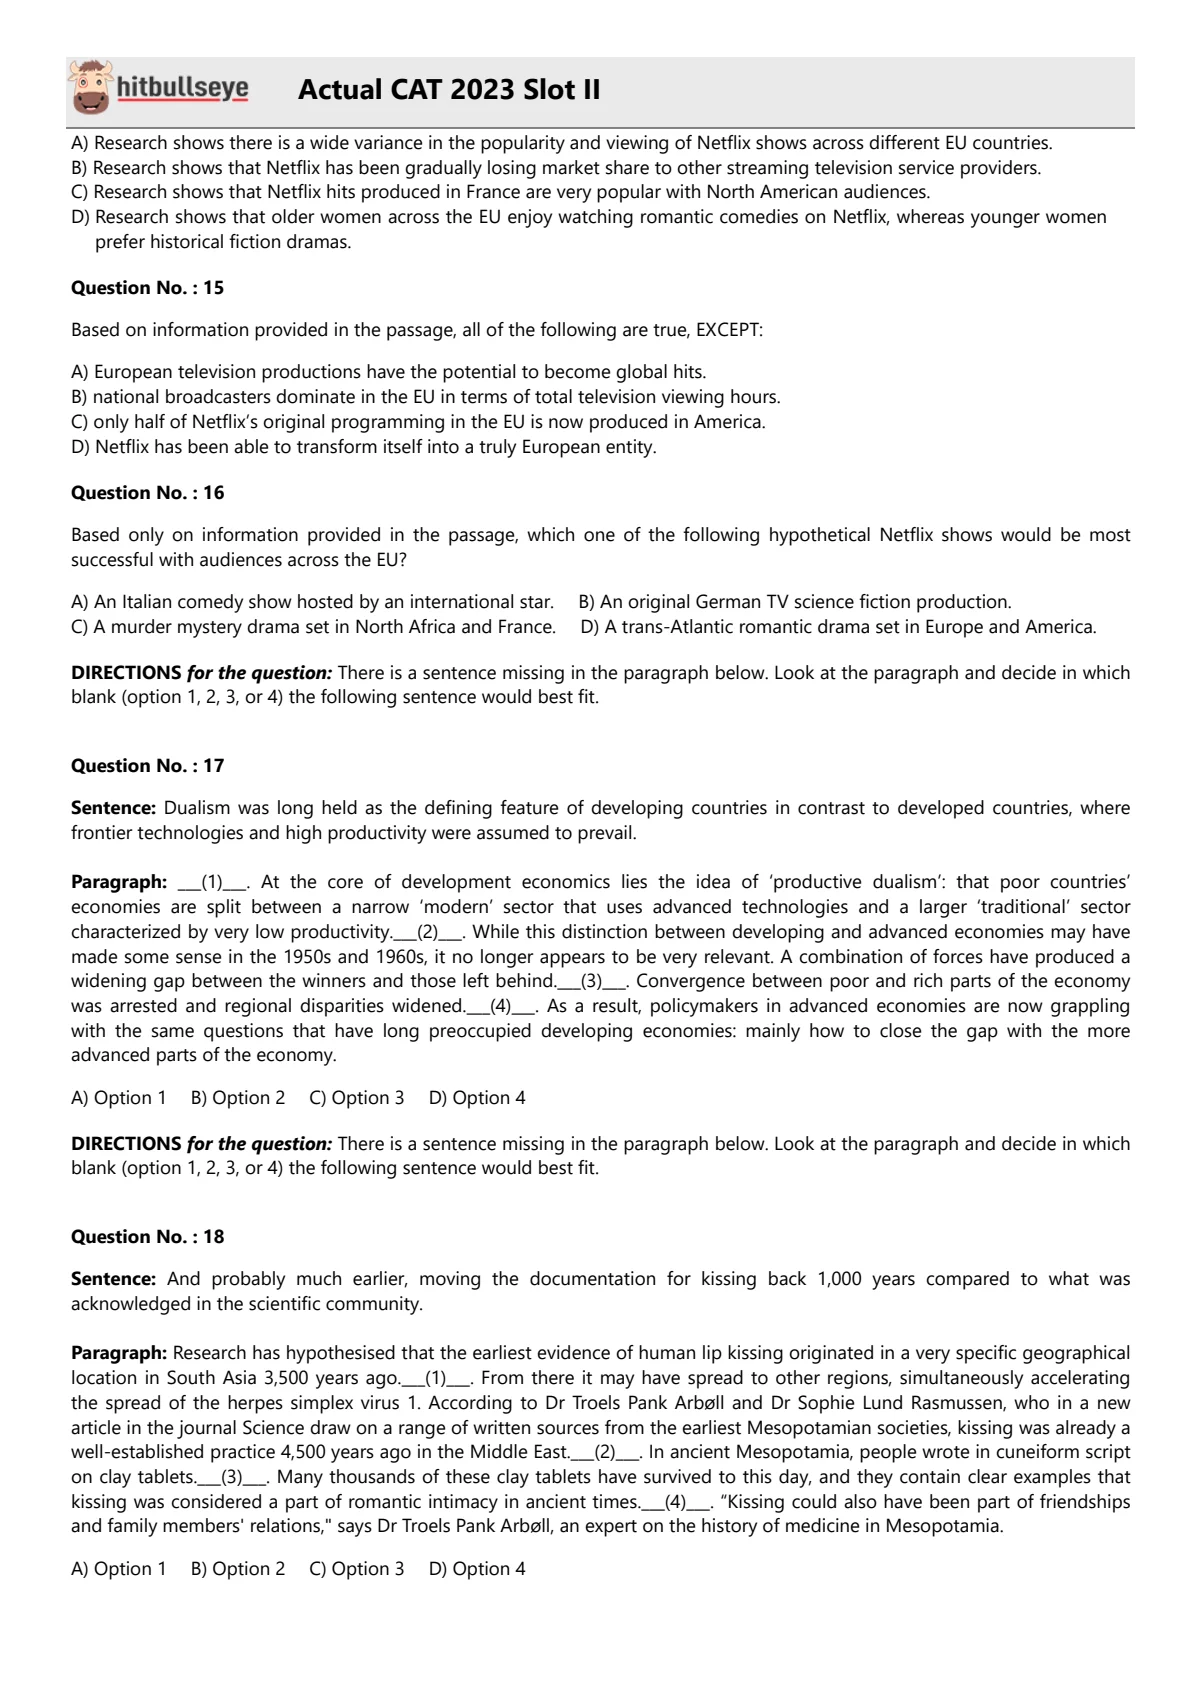 hitbullseye Actual CAT 2023 Slot II
A) Research shows there is a wide variance in the popularity and viewing of Netflix shows across different EU countries.
B) Research shows that Netflix has been gradually losing market share to other streaming television service providers.
C) Research shows that Netflix hits produced in France are very popular with North American audiences.
D) Research shows that older women across the EU enjoy watching romantic comedies on Netflix, whereas younger women
prefer historical fiction dramas.
Question No. : 15
Based on information provided in the passage, all of the following are true, EXCEPT:
A) European television productions have the potential to become global hits.
B) national broadcasters dominate in the EU in terms of total television viewing hours.
C) only half of Netflix's original programming in the EU is now produced in America.
D) Netflix has been able to transform itself into a truly European entity.
Question No. : 16
Based only on information provided in the passage, which one of the following hypothetical Netflix shows would be most
successful with audiences across the EU?
A) An Italian comedy show hosted by an international star. B) An original German TV science fiction production.
C) A murder mystery drama set in North Africa and France. D) A trans-Atlantic romantic drama set in Europe and America.
DIRECTIONS for the question: There is a sentence missing in the paragraph below. Look at the paragraph and decide in which
blank (option 1, 2, 3, or 4) the following sentence would best fit.
Question No. : 17
Sentence: Dualism was long held as the defining feature of developing countries in contrast to developed countries, where
frontier technologies and high productivity were assumed to prevail.
Paragraph: ___(1)___. At the core of development economics lies the idea of ‘productive dualism’: that poor countries’
economies are split between a narrow ‘modern’ sector that uses advanced technologies and a larger ‘traditional’ sector
characterized by very low productivity.___(2)___. While this distinction between developing and advanced economies may have
made some sense in the 1950s and 1960s, it no longer appears to be very relevant. A combination of forces have produced a
widening gap between the winners and those left behind.___(3)___. Convergence between poor and rich parts of the economy
was arrested and regional disparities widened.___(4)___. As a result, policymakers in advanced economies are now grappling
with the same questions that have long preoccupied developing economies: mainly how to close the gap with the more
advanced parts of the economy.
A) Option 1 B) Option 2 C) Option 3 D) Option 4
DIRECTIONS for the question: There is a sentence missing in the paragraph below. Look at the paragraph and decide in which
blank (option 1, 2, 3, or 4) the following sentence would best fit.
Question No. : 18
Sentence: And probably much earlier, moving the documentation for kissing back 1,000 years compared to what was
acknowledged in the scientific community.
Paragraph: Research has hypothesised that the earliest evidence of human lip kissing originated in a very specific geographical
location in South Asia 3,500 years ago.___(1)___. From there it may have spread to other regions, simultaneously accelerating
the spread of the herpes simplex virus 1. According to Dr Troels Pank Arbøll and Dr Sophie Lund Rasmussen, who in a new
article in the journal Science draw on a range of written sources from the earliest Mesopotamian societies, kissing was already a
well-established practice 4,500 years ago in the Middle East.___(2)___. In ancient Mesopotamia, people wrote in cuneiform script
on clay tablets.___(3)___. Many thousands of these clay tablets have survived to this day, and they contain clear examples that
kissing was considered a part of romantic intimacy in ancient times.___(4)___. “Kissing could also have been part of friendships
and family members' relations," says Dr Troels Pank Arbøll, an expert on the history of medicine in Mesopotamia.
A) Option 1 B) Option 2 C) Option 3 D) Option 4